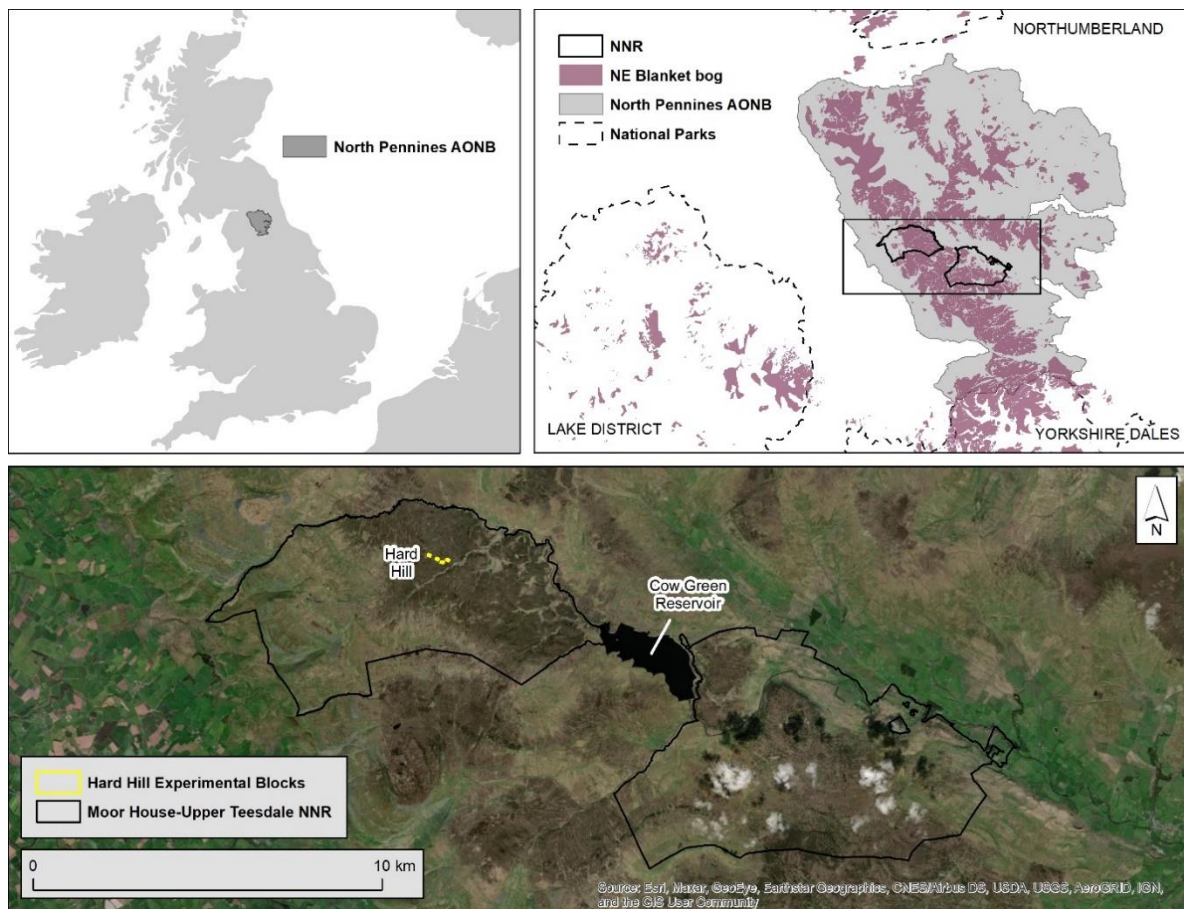 North Pennines AONB
NORTHUMBERLAND
NNR
NE Blanket bog
North Pennines AONB
National Parks
LAKE DISTRICT
YORKSHIRE DALES
N
Hard
Hill
Cow Green
Reservoir
Hard Hill Experimental Blocks
Moor House-Upper Teesdale NNR
0
10 km
Source: Esri, Maxar, GeoEye, Earthstar Geographics, CNES/Airbus DS, USDA, USGS, AeroGRID, IGN,
and the GIS User Community